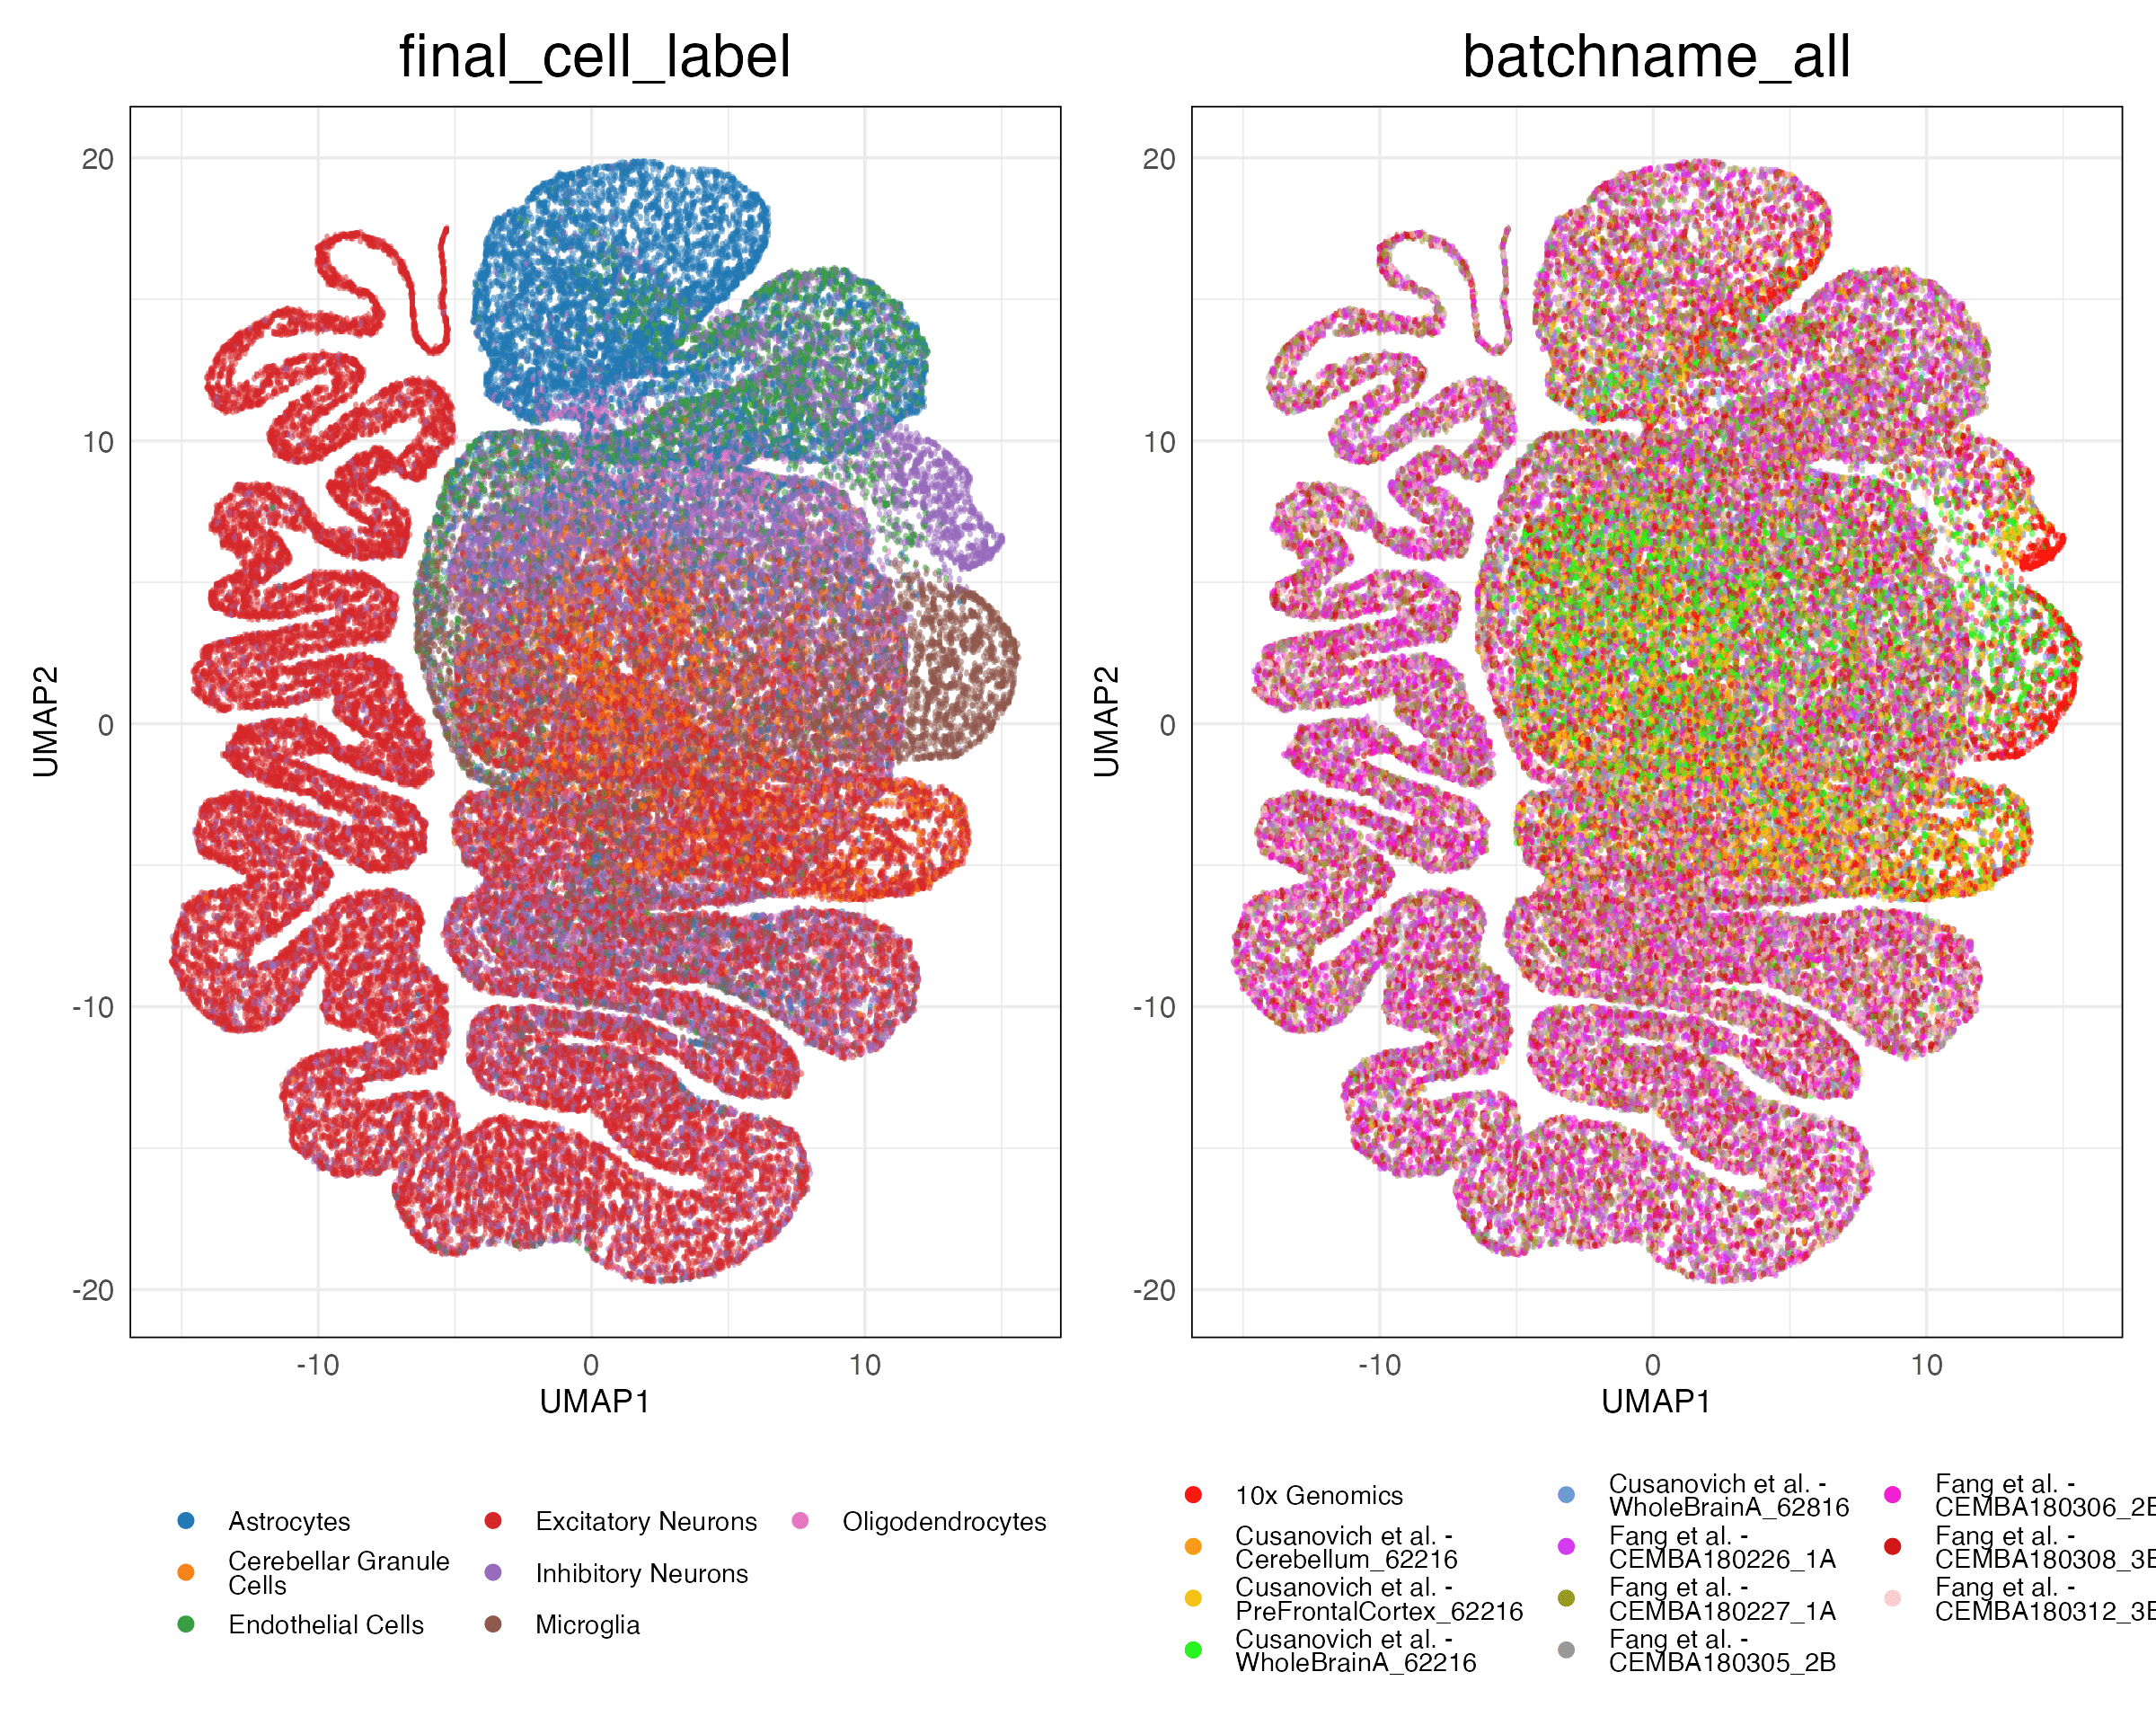 final_cell_label
batchname_all
20
10
0
-10
-20
UMAP2
-10 0 10
UMAP1
20
10
0
-10
-20
UMAP2
-10 0 10
UMAP1
Astrocytes
Cerebellar Granule
Cells
Endothelial Cells
Excitatory Neurons
Inhibitory Neurons
Microglia
Oligodendrocytes
10x Genomics
Cusanovich et al. -
Cerebellum_62216
Cusanovich et al. -
PreFrontalCortex_62216
Cusanovich et al. -
WholeBrainA_62216
Cusanovich et al. -
WholeBrainA_62816
Fang et al. -
CEMBA180226_1A
Fang et al. -
CEMBA180227_1A
Fang et al. -
CEMBA180305_2B
Fang et al. -
Fang et al. -
Fang et al. -